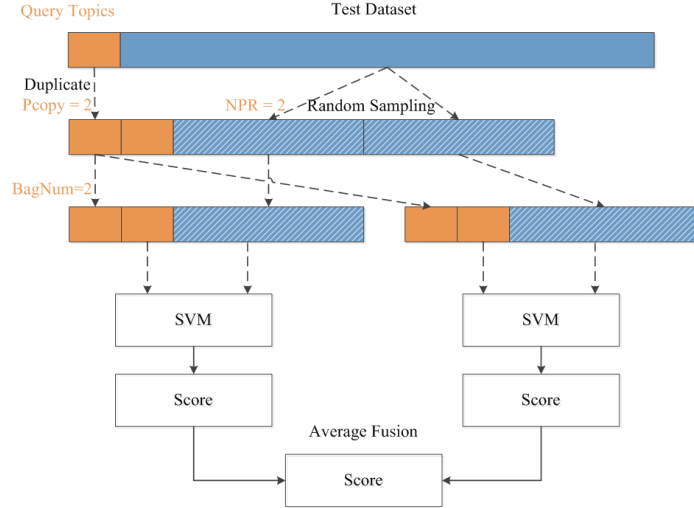 Query Topics
Test Dataset
Duplicate
Pcopy = 2
NPR = 2
Random Sampling
BagNum=2
SVM
SVM
Score
Score
Average Fusion
Score